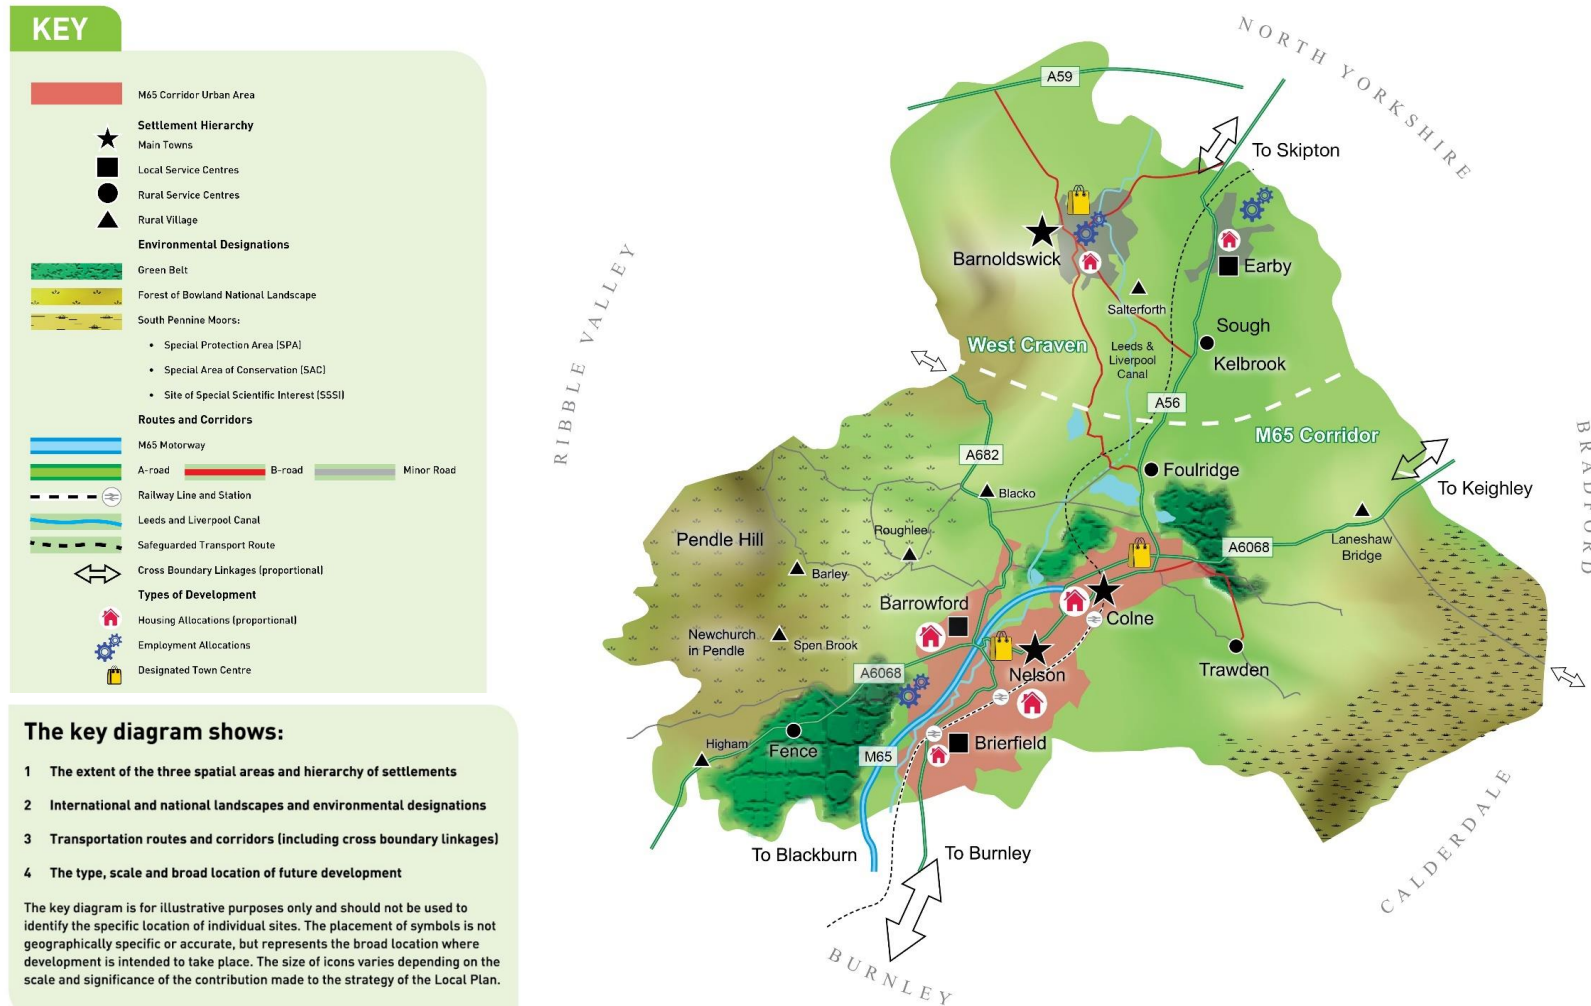 KEY
M65 Corridor Urban Area
Settlement Hierarchy
Main Towns
Local Service Centres
Rural Service Centres
Rural Village
Environmental Designations
Green Belt
Forest of Bowland National Landscape
South Pennine Moors:
• Special Protection Area (SPA)
• Special Area of Conservation (SAC)
• Site of Special Scientific Interest (SSSI)
Routes and Corridors
M65 Motorway
A-road B-road Minor Road
Railway Line and Station
Leeds and Liverpool Canal
Safeguarded Transport Route
Cross Boundary Linkages (proportional)
Types of Development
Housing Allocations (proportional)
Employment Allocations
Designated Town Centre
The key diagram shows:
1 The extent of the three spatial areas and hierarchy of settlements
2 International and national landscapes and environmental designations
3 Transportation routes and corridors (including cross boundary linkages)
4 The type, scale and broad location of future development
The key diagram is for illustrative purposes only and should not be used to
identify the specific location of individual sites. The placement of symbols is not
geographically specific or accurate, but represents the broad location where
development is intended to take place. The size of icons varies depending on the
scale and significance of the contribution made to the strategy of the Local Plan.
NORTH YORKSHIRE
A59
To Skipton
Barnoldswick
Earby
Salterforth
RIBBLE VALLEY
Sough
West Craven
Leeds &
Liverpool
Canal
Kelbrook
A56
M65 Corridor
BRADFORD
A682
Foulridge
To Keighley
Blacko
Roughlee
Pendle Hill
A6068
Laneshaw
Bridge
Barley
Barrowford
Colne
Newchurch
in Pendle
Spen Brook
A6068
Nelson
Trawden
Higham
Fence
M65
Brierfield
To Blackburn
To Burnley
CALDERDALE
BURNLEY